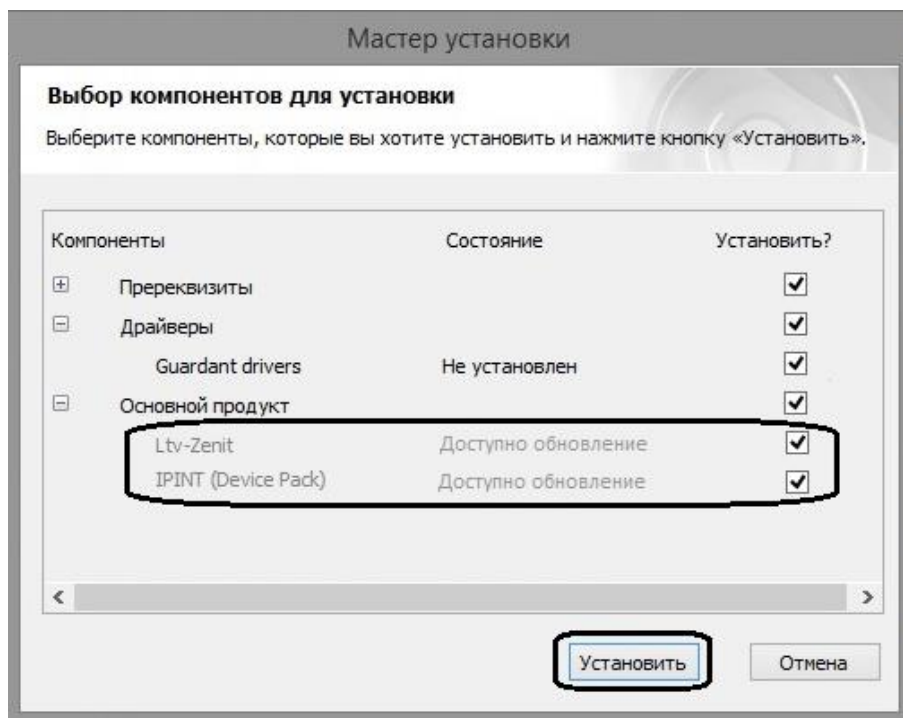 Мастер установки
Выбор компонентов для установки
Выберите компоненты, которые вы хотите установить и нажмите кнопку «Установить».
Компоненты Состояние Установить?
Пререквизиты
Драйверы
Guardant drivers Не установлен
Основной продукт
Ltv-Zenit Доступно обновление
IPINT (Device Pack) Доступно обновление
Установить Отмена